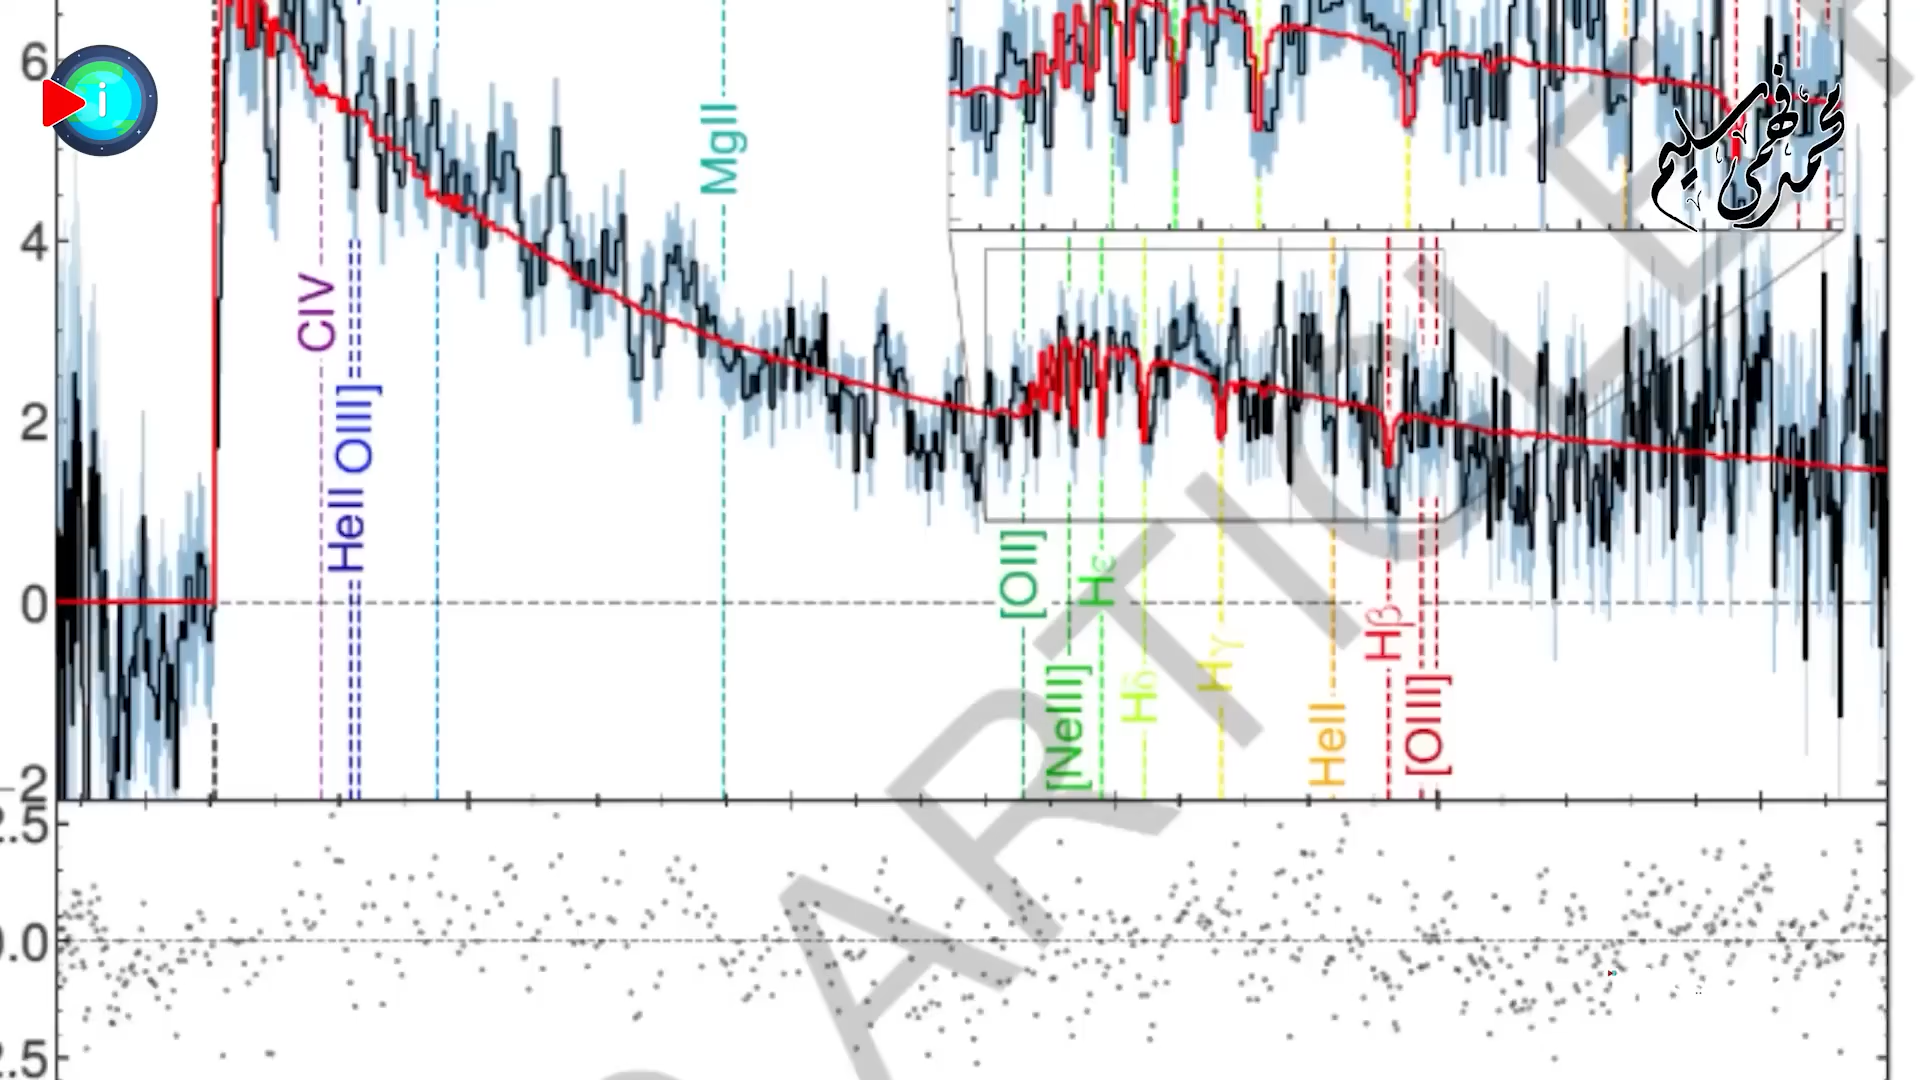 6
4
2
0
−2
2.5
0.0
2.5
i
محمد فهمي سليم
CIV
HeII OIII]
MgII
[OII]
[NeIII]
Hε
Hδ
Hγ
HeII
Hβ
[OIII]
ARTICLE